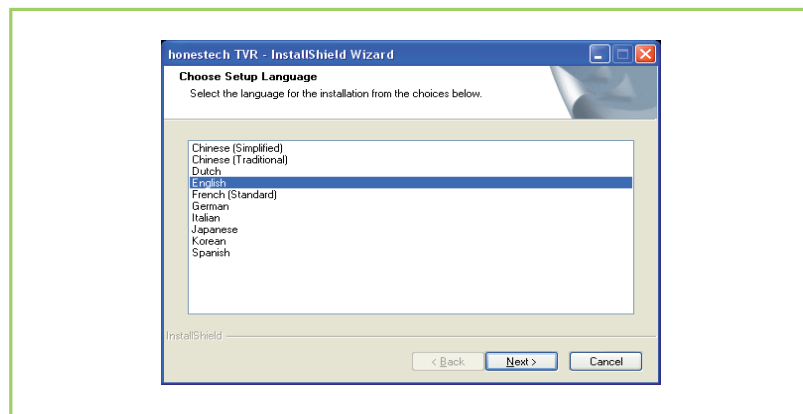 honestech TVR - InstallShield Wizard
Choose Setup Language
Select the language for the installation from the choices below.
Chinese (Simplified)
Chinese (Traditional)
Dutch
English
French (Standard)
German
Italian
Japanese
Korean
Spanish
InstallShield
< Back Next > Cancel